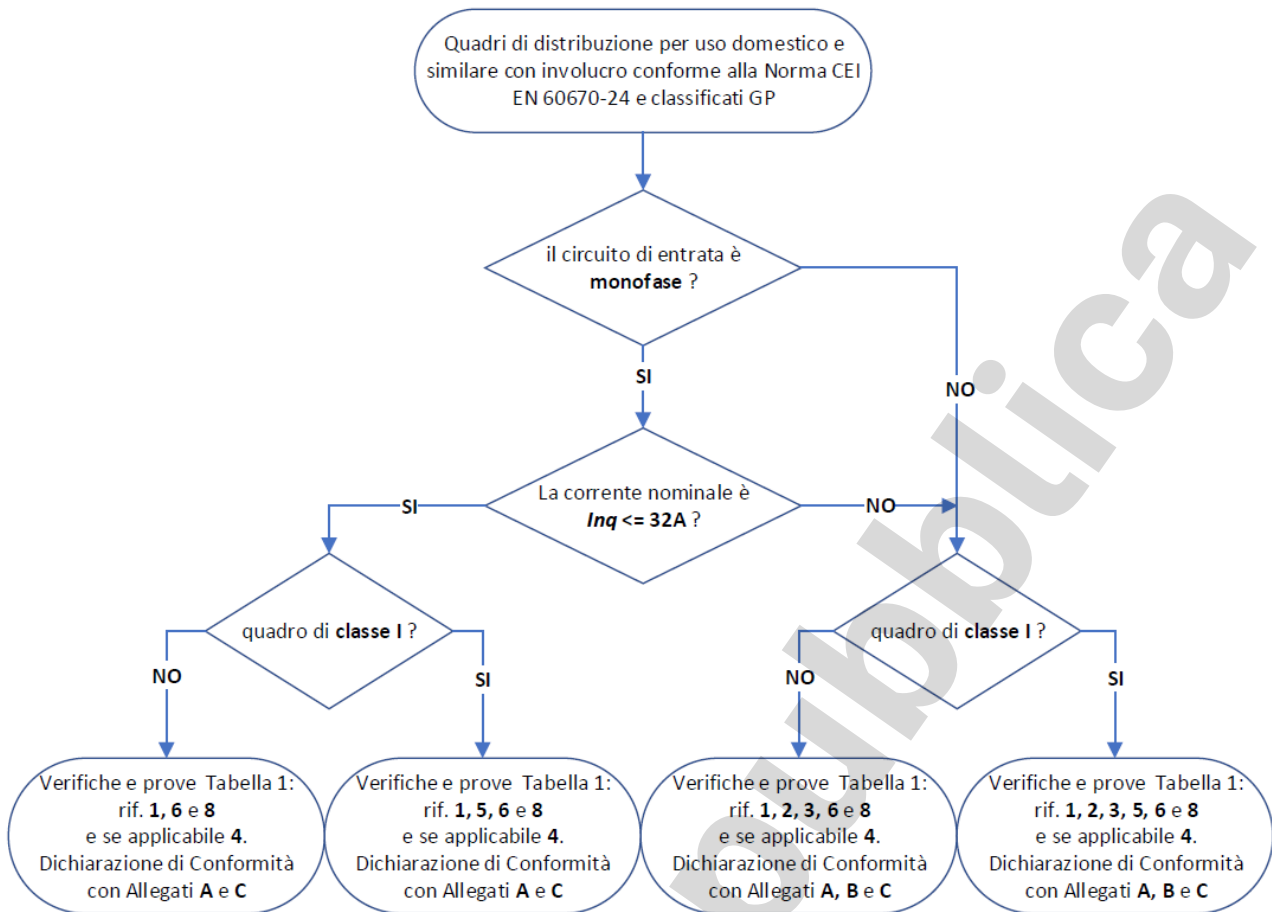 Quadri di distribuzione per uso domestico e
similare con involucro conforme alla Norma CEI
EN 60670-24 e classificati GP
il circuito di entrata è
monofase ?
SI
NO
La corrente nominale è
Inq <= 32A ?
SI
NO
quadro di classe I ?
quadro di classe I ?
NO
SI
NO
SI
Verifiche e prove Tabella 1:
rif. 1, 6 e 8
e se applicabile 4.
Dichiarazione di Conformità
con Allegati A e C
Verifiche e prove Tabella 1:
rif. 1, 5, 6 e 8
e se applicabile 4.
Dichiarazione di Conformità
con Allegati A e C
Verifiche e prove Tabella 1:
rif. 1, 2, 3, 6 e 8
e se applicabile 4.
Dichiarazione di Conformità
con Allegati A, B e C
Verifiche e prove Tabella 1:
rif. 1, 2, 3, 5, 6 e 8
e se applicabile 4.
Dichiarazione di Conformità
con Allegati A, B e C
pubblica